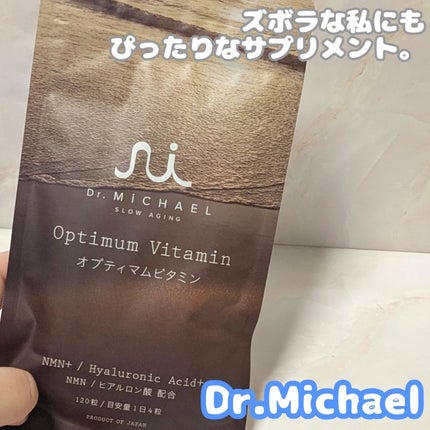 ズボラな私にも
ぴったりなサプリメント。
Dr. MiCHAEL
SLOW AGING
Optimum Vitamin
オプティマムビタミン
NMN+ / Hyaluronic Acid+
NMN / ヒアルロン酸 配合
120粒 / 目安量1日4粒
PRODUCT OF JAPAN
Dr.Michael